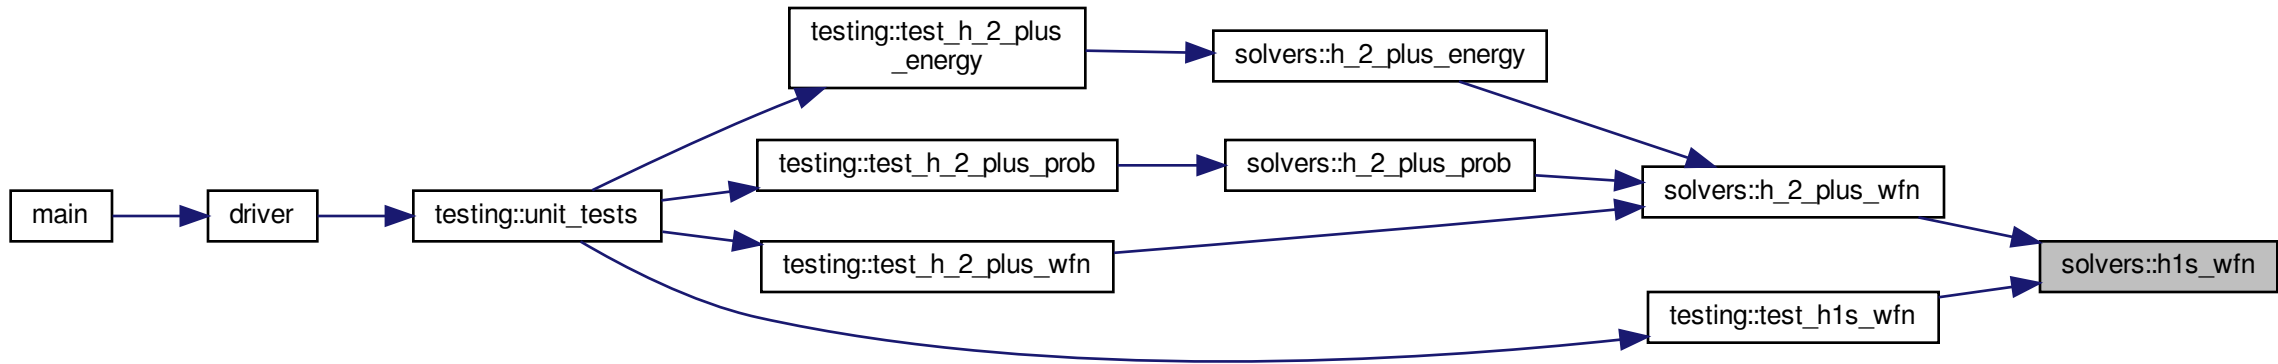 testing::test_h_2_plus
_energy
solvers::h_2_plus_energy
testing::test_h_2_plus_prob
solvers::h_2_plus_prob
main
driver
testing::unit_tests
solvers::h_2_plus_wfn
testing::test_h_2_plus_wfn
solvers::h1s_wfn
testing::test_h1s_wfn